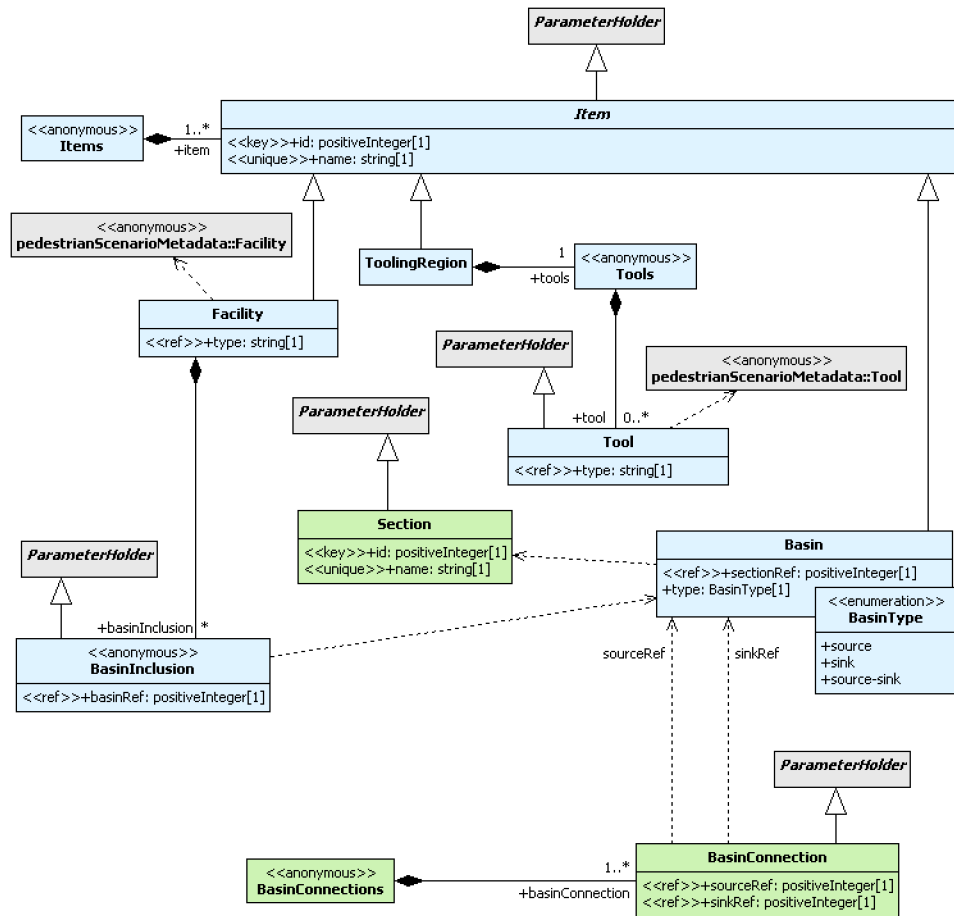 ParameterHolder
Item
<<key>>+id: positiveInteger[1]
<<unique>>+name: string[1]
<<anonymous>>
Items
1..*
+item
<<anonymous>>
pedestrianScenarioMetadata::Facility
ToolingRegion
1
+tools
<<anonymous>>
Tools
Facility
<<ref>>+type: string[1]
ParameterHolder
<<anonymous>>
pedestrianScenarioMetadata::Tool
+tool
0..*
Tool
<<ref>>+type: string[1]
ParameterHolder
Section
<<key>>+id: positiveInteger[1]
<<unique>>+name: string[1]
Basin
<<ref>>+sectionRef: positiveInteger[1]
+type: BasinType[1]
<<enumeration>>
BasinType
+source
+sink
+source-sink
ParameterHolder
+basinInclusion
*
<<anonymous>>
BasinInclusion
<<ref>>+basinRef: positiveInteger[1]
sourceRef
sinkRef
ParameterHolder
<<anonymous>>
BasinConnections
1..*
+basinConnection
BasinConnection
<<ref>>+sourceRef: positiveInteger[1]
<<ref>>+sinkRef: positiveInteger[1]